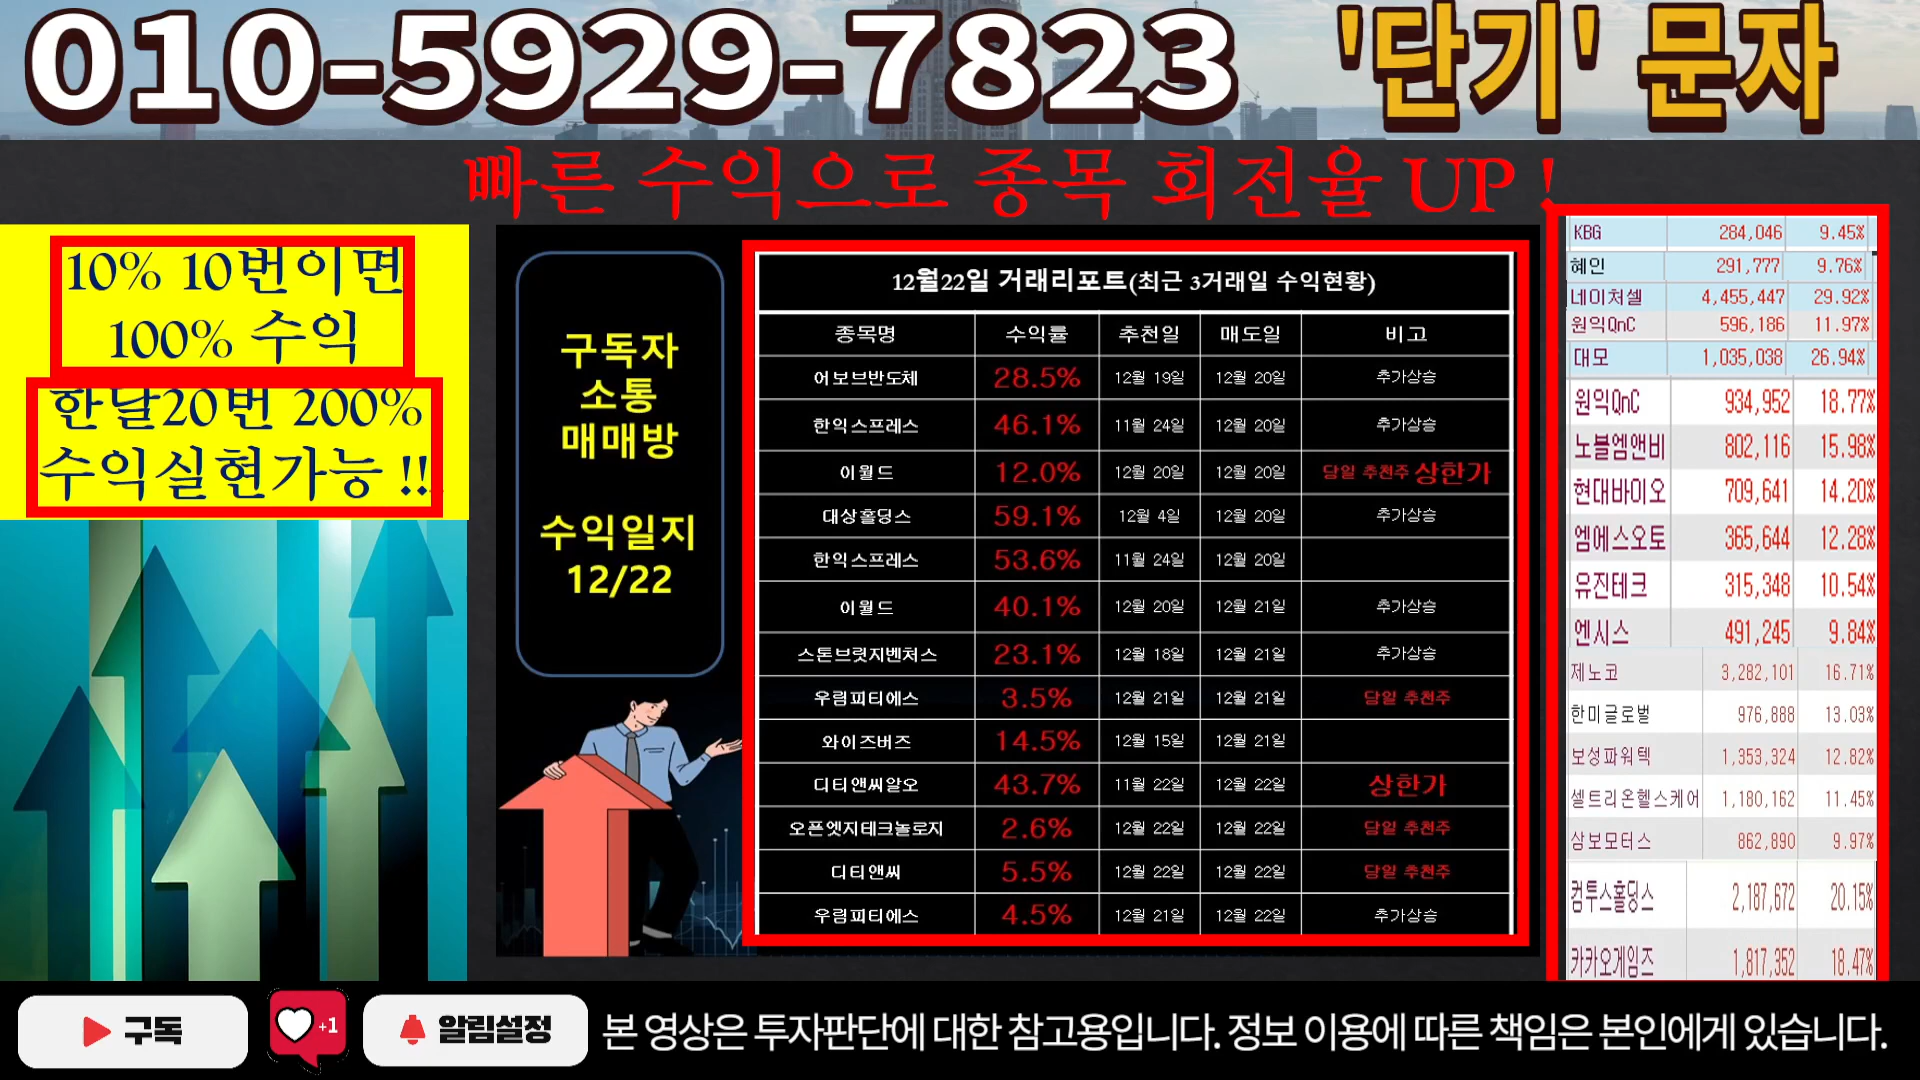 010-5929-7823 '단기' 문자
빠른 수익으로 종목 회전율 UP !
10% 10번이면
100% 수익
한달20번 200%
수익실현가능 !!
구독자
소통
매매방
수익일지
12/22
12월22일 거래리포트(최근 3거래일 수익현황)
종목명 수익률 추천일 매도일 비고
어보브반도체 28.5% 12월 19일 12월 20일 추가상승
한익스프레스 46.1% 11월 24일 12월 20일 추가상승
이월드 12.0% 12월 20일 12월 20일 당일 추천주 상한가
대상홀딩스 59.1% 12월 4일 12월 20일 추가상승
한익스프레스 53.6% 11월 24일 12월 20일
이월드 40.1% 12월 20일 12월 21일 추가상승
스톤브릿지벤처스 23.1% 12월 18일 12월 21일 추가상승
우림피티에스 3.5% 12월 21일 12월 21일 당일 추천주
와이즈버즈 14.5% 12월 15일 12월 21일
디티앤씨알오 43.7% 11월 22일 12월 22일 상한가
오픈엣지테크놀로지 2.6% 12월 22일 12월 22일 당일 추천주
디티앤씨 5.5% 12월 22일 12월 22일 당일 추천주
우림피티에스 4.5% 12월 21일 12월 22일 추가상승
KBG 284,046 9.45%
혜인 291,777 9.76%
네이처셀 4,455,447 29.92%
원익QnC 596,186 11.97%
대모 1,035,038 26.94%
원익QnC 934,952 18.77%
노블엠앤비 802,116 15.98%
현대바이오 709,641 14.20%
엠에스오토 365,644 12.28%
유진테크 315,348 10.54%
엔시스 491,245 9.84%
제노코 3,282,101 16.71%
한미글로벌 976,888 13.03%
보성파워텍 1,353,324 12.82%
셀트리온헬스케어 1,180,162 11.45%
삼보모터스 862,890 9.97%
컴투스홀딩스 2,187,672 20.15%
카카오게임즈 1,817,352 18.47%
구독 +1 알림설정 본 영상은 투자판단에 대한 참고용입니다. 정보 이용에 따른 책임은 본인에게 있습니다.